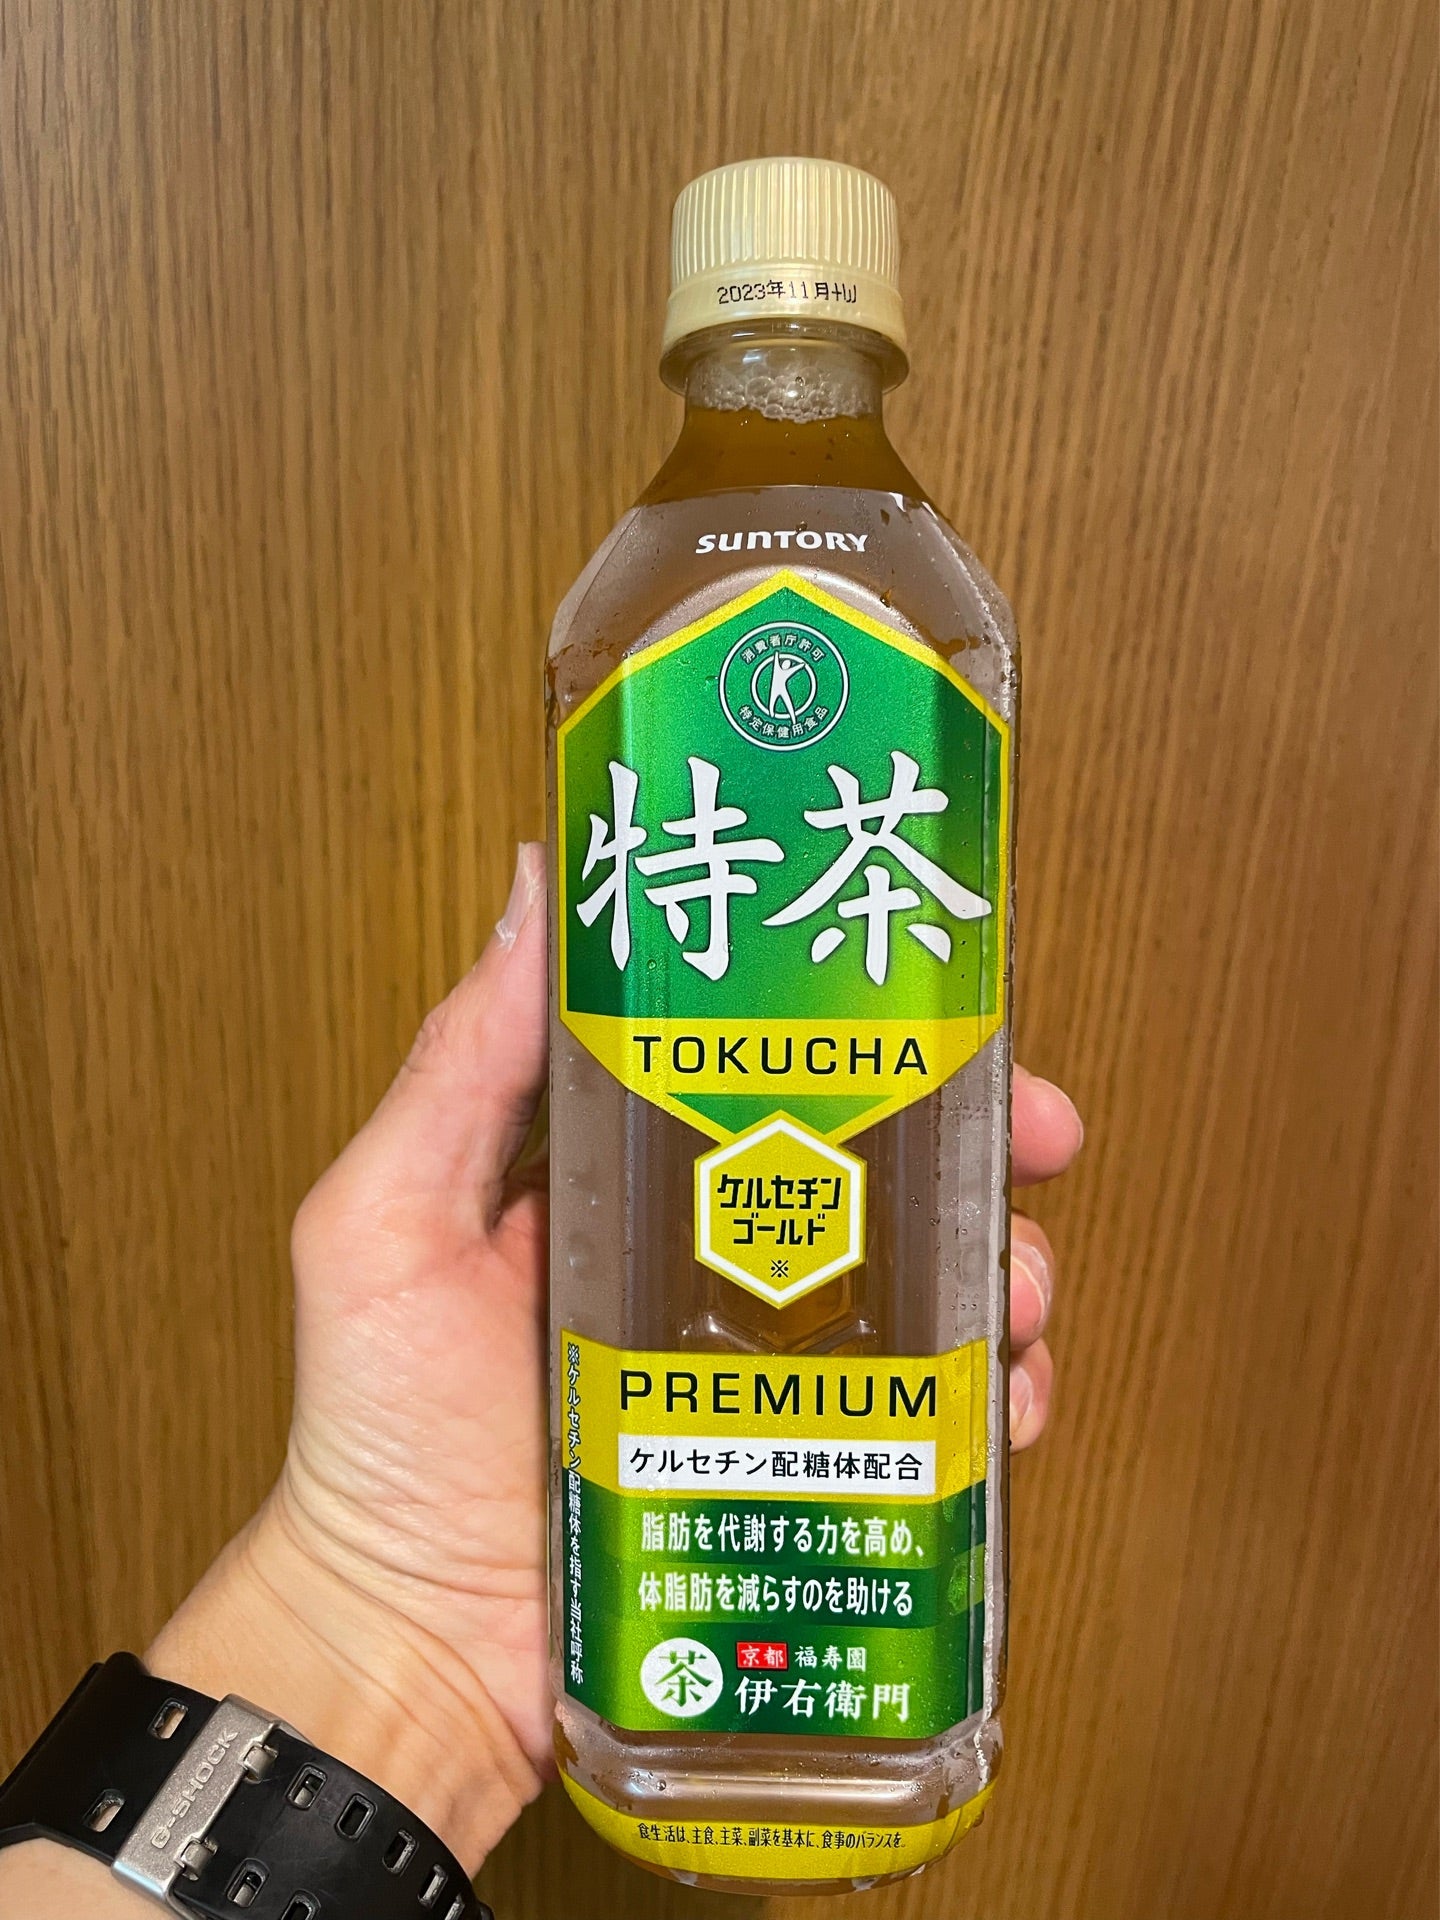 2023年11月+W
SUNTORY
消費者庁許可
特定保健用食品
特茶
TOKUCHA
ケルセチン
ゴールド
※
PREMIUM
ケルセチン配糖体配合
※ケルセチン配糖体を指す当社呼称
脂肪を代謝する力を高め、
体脂肪を減らすのを助ける
茶
京都 福寿園
伊右衛門
食生活は、主食、主菜、副菜を基本に、食事のバランスを。
G-SHOCK